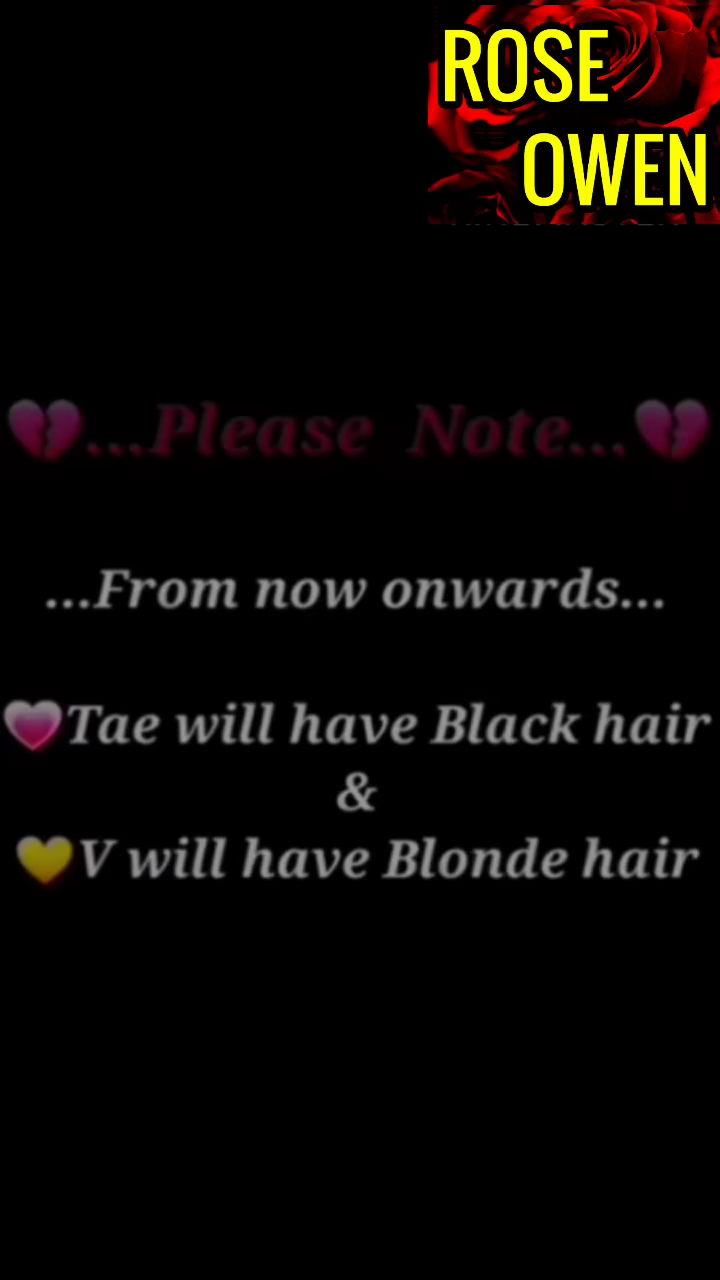 ROSE
OWEN
💔...Please Note...💔
...From now onwards...
💗Tae will have Black hair
&
💛V will have Blonde hair